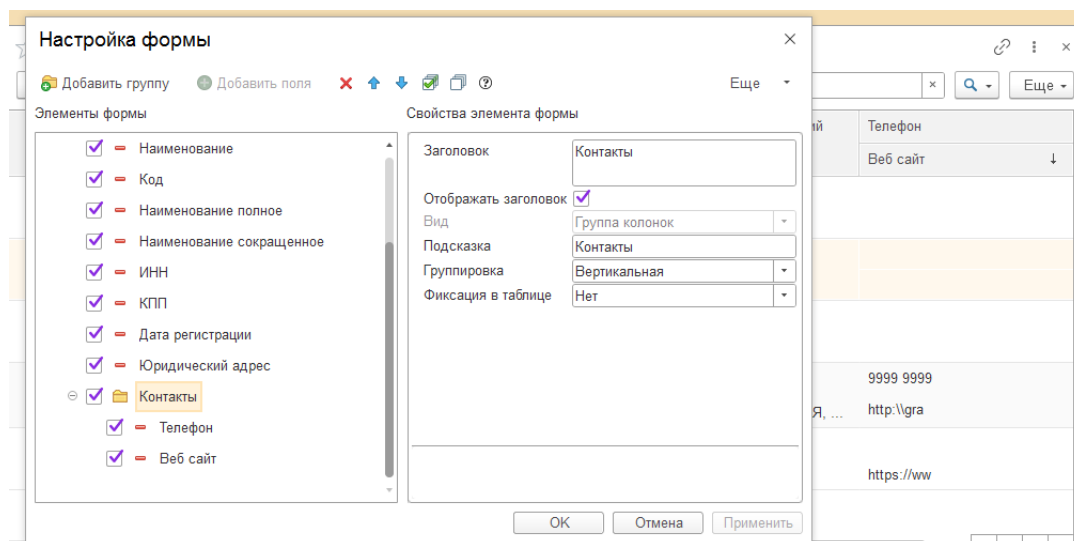 Настройка формы
Добавить группу Добавить поля Еще
Еще
Элементы формы
Свойства элемента формы
Наименование
Код
Наименование полное
Наименование сокращенное
ИНН
КПП
Дата регистрации
Юридический адрес
Контакты
Телефон
Веб сайт
Заголовок Контакты
Отображать заголовок
Вид Группа колонок
Подсказка Контакты
Группировка Вертикальная
Фиксация в таблице Нет
OK Отмена Применить
ий Телефон
Веб сайт
9999 9999
Я, ... http:\\gra
https://ww